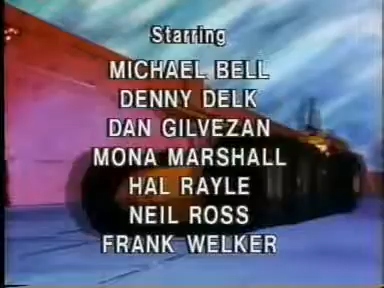 Starring
MICHAEL BELL
DENNY DELK
DAN GILVEZAN
MONA MARSHALL
HAL RAYLE
NEIL ROSS
FRANK WELKER